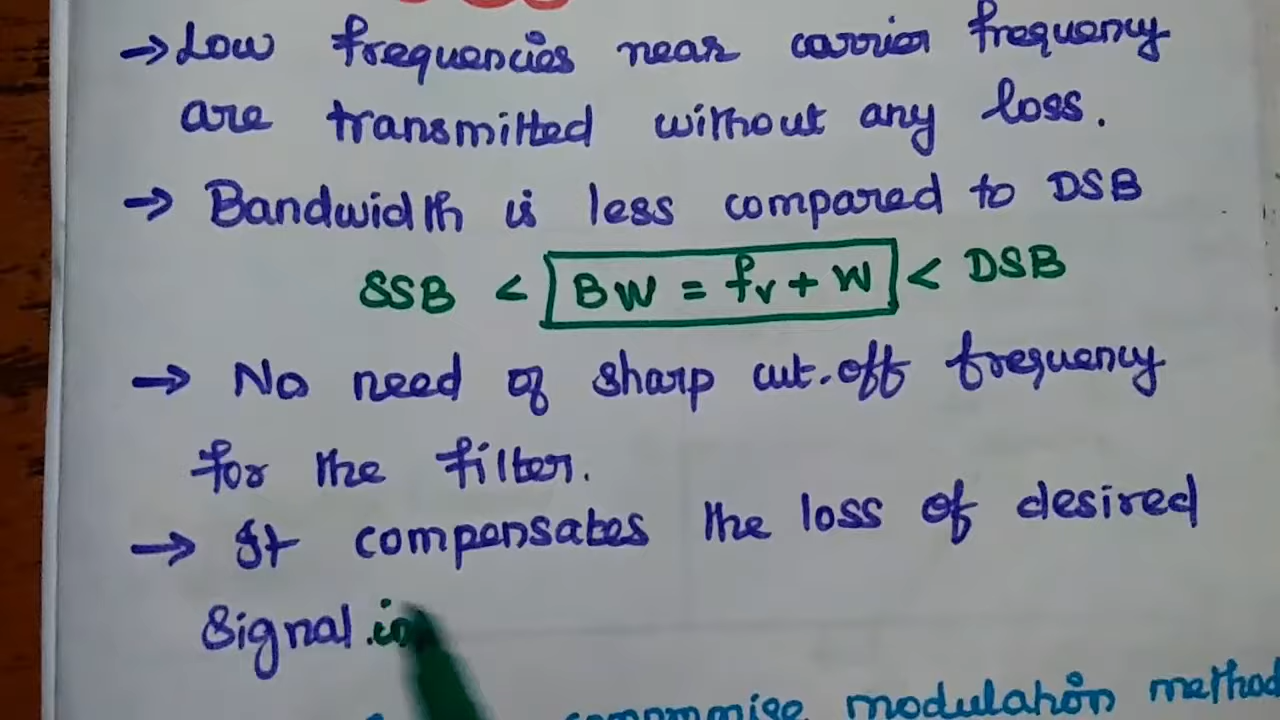 → Low frequencies near carrier frequency
are transmitted without any loss.
→ Bandwidth is less compared to DSB
SSB < BW = fv + W < DSB
→ No need of sharp cut-off frequency
for the filter.
→ It compensates the loss of desired
Signal.
modulation method